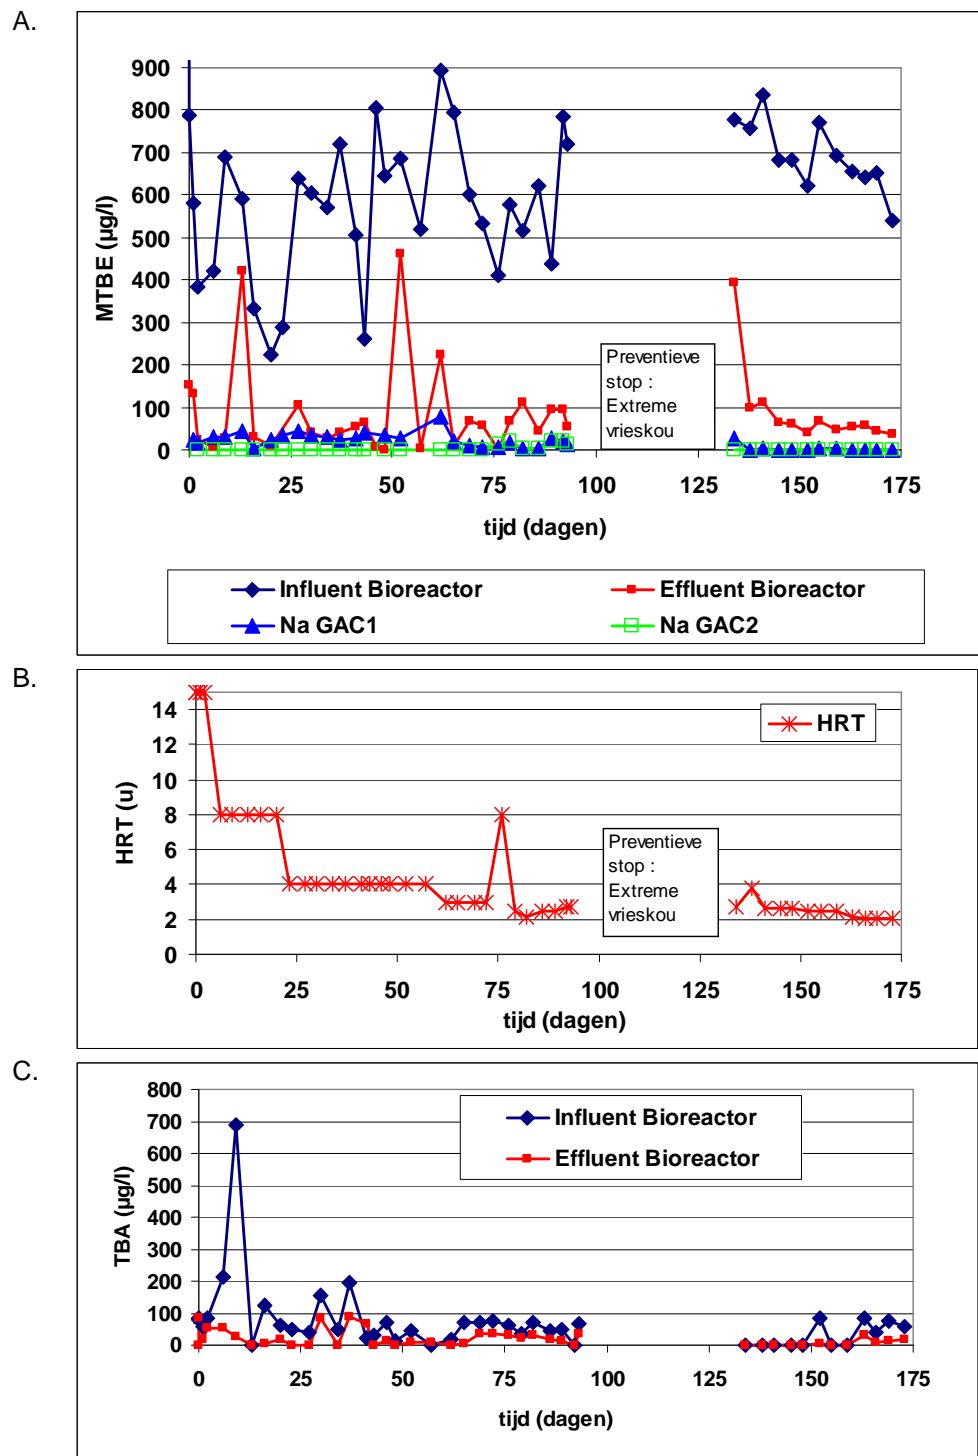 A.
900
800
700
600
500
400
300
200
100
0
MTBE (µg/l)
Preventieve
stop :
Extreme
vrieskou
0 25 50 75 100 125 150 175
tijd (dagen)
Influent Bioreactor
Effluent Bioreactor
Na GAC1
Na GAC2
B.
14
12
10
8
6
4
2
0
HRT (u)
HRT
Preventieve
stop :
Extreme
vrieskou
0 25 50 75 100 125 150 175
tijd (dagen)
C.
800
700
600
500
400
300
200
100
0
TBA (µg/l)
Influent Bioreactor
Effluent Bioreactor
0 25 50 75 100 125 150 175
tijd (dagen)